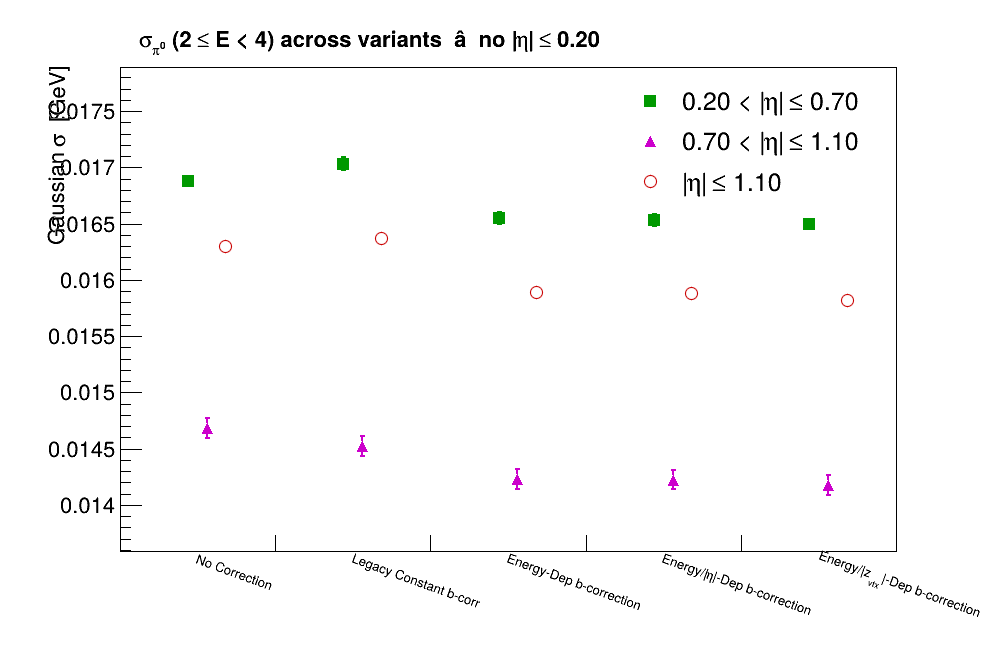 σπ⁰ (2 ≤ E < 4) across variants â no |η| ≤ 0.20
Gaussian σ [GeV]
0.20 < |η| ≤ 0.70
0.70 < |η| ≤ 1.10
|η| ≤ 1.10
0.0175
0.017
0.0165
0.016
0.0155
0.015
0.0145
0.014
No Correction
Legacy Constant b-corr
Energy-Dep b-correction
Energy/|η|-Dep b-correction
Energy/|z vtx|-Dep b-correction